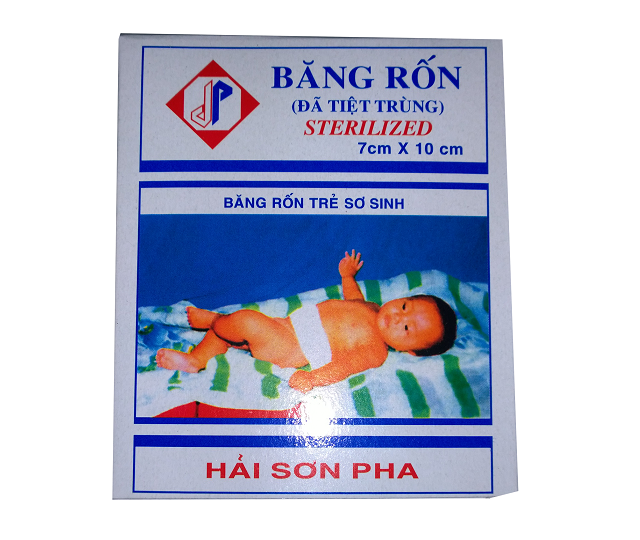 BĂNG RỐN
(ĐÃ TIỆT TRÙNG)
STERILIZED
7cm X 10 cm
BĂNG RỐN TRẺ SƠ SINH
HẢI SƠN PHA